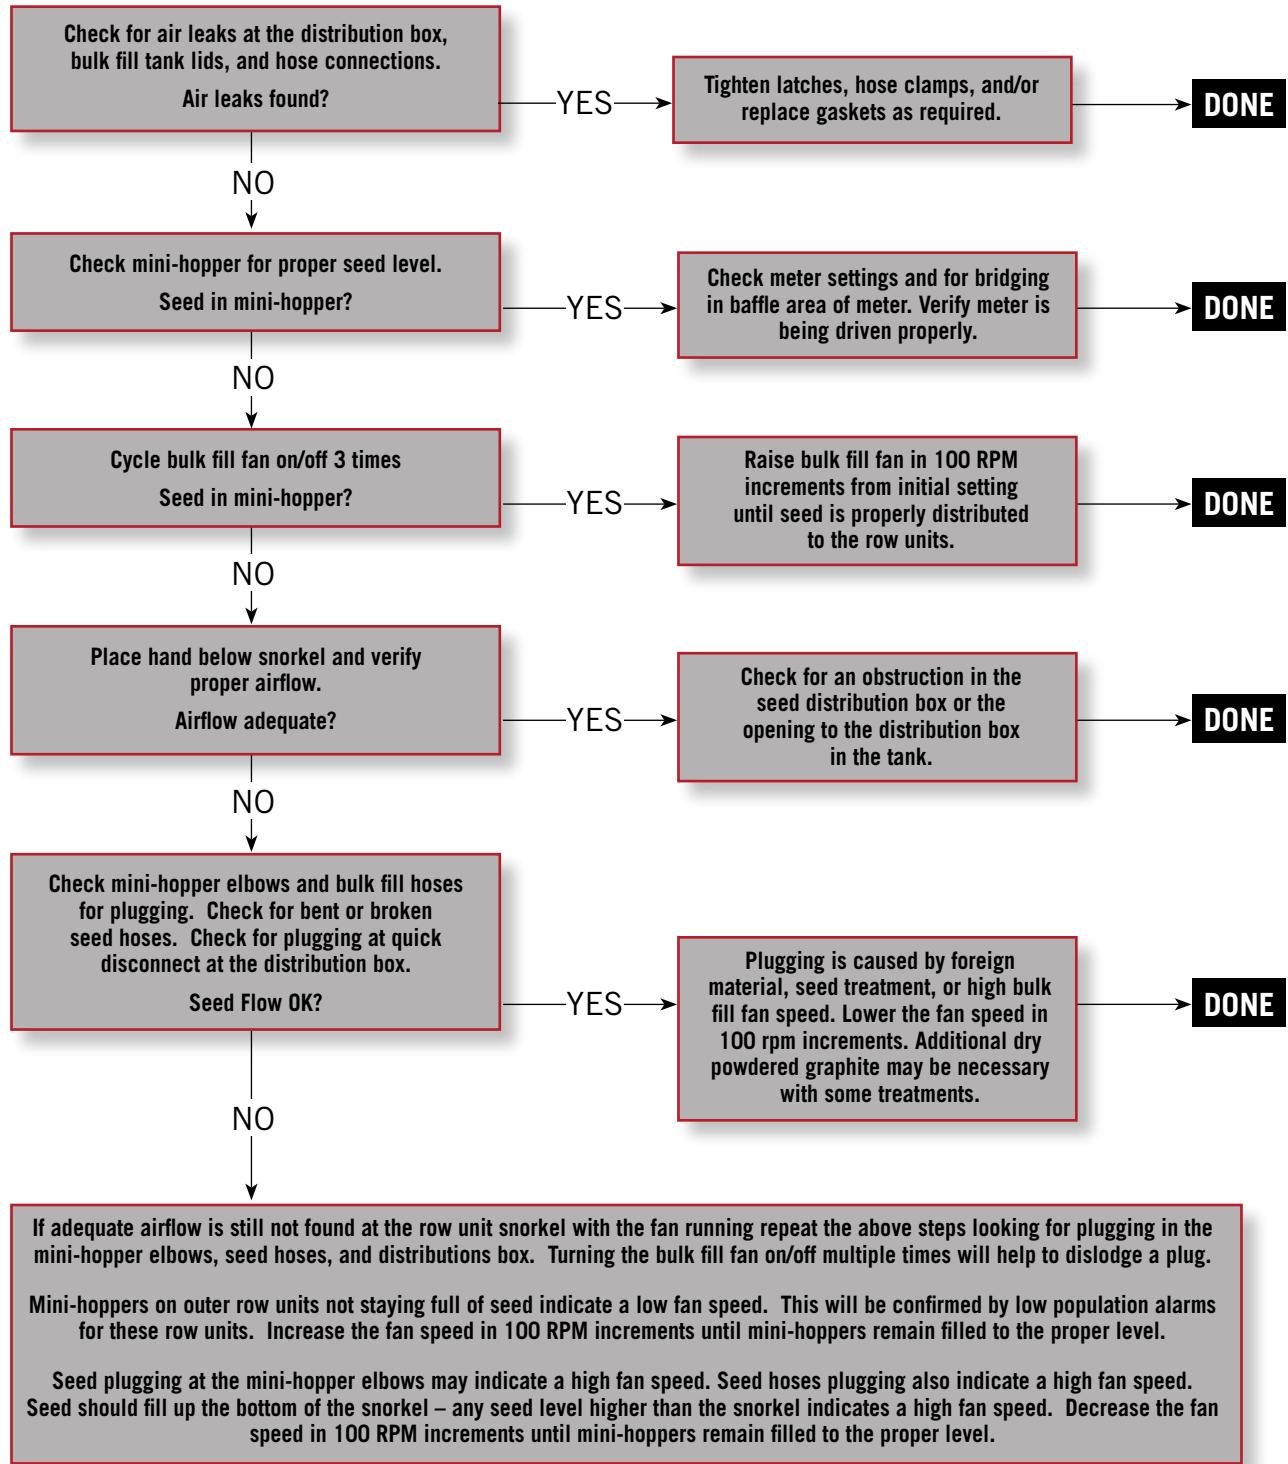 Check for air leaks at the distribution box,
bulk fill tank lids, and hose connections.
Air leaks found?
YES
Tighten latches, hose clamps, and/or
replace gaskets as required.
DONE
NO
Check mini-hopper for proper seed level.
Seed in mini-hopper?
YES
Check meter settings and for bridging
in baffle area of meter. Verify meter is
being driven properly.
DONE
NO
Cycle bulk fill fan on/off 3 times
Seed in mini-hopper?
YES
Raise bulk fill fan in 100 RPM
increments from initial setting
until seed is properly distributed
to the row units.
DONE
NO
Place hand below snorkel and verify
proper airflow.
Airflow adequate?
YES
Check for an obstruction in the
seed distribution box or the
opening to the distribution box
in the tank.
DONE
NO
Check mini-hopper elbows and bulk fill hoses
for plugging.  Check for bent or broken
seed hoses.  Check for plugging at quick
disconnect at the distribution box.
Seed Flow OK?
YES
Plugging is caused by foreign
material, seed treatment, or high bulk
fill fan speed. Lower the fan speed in
100 rpm increments. Additional dry
powdered graphite may be necessary
with some treatments.
DONE
NO
If adequate airflow is still not found at the row unit snorkel with the fan running repeat the above steps looking for plugging in the
mini-hopper elbows, seed hoses, and distributions box.  Turning the bulk fill fan on/off multiple times will help to dislodge a plug.
Mini-hoppers on outer row units not staying full of seed indicate a low fan speed.  This will be confirmed by low population alarms
for these row units.  Increase the fan speed in 100 RPM increments until mini-hoppers remain filled to the proper level.
Seed plugging at the mini-hopper elbows may indicate a high fan speed. Seed hoses plugging also indicate a high fan speed.
Seed should fill up the bottom of the snorkel – any seed level higher than the snorkel indicates a high fan speed.  Decrease the fan
speed in 100 RPM increments until mini-hoppers remain filled to the proper level.